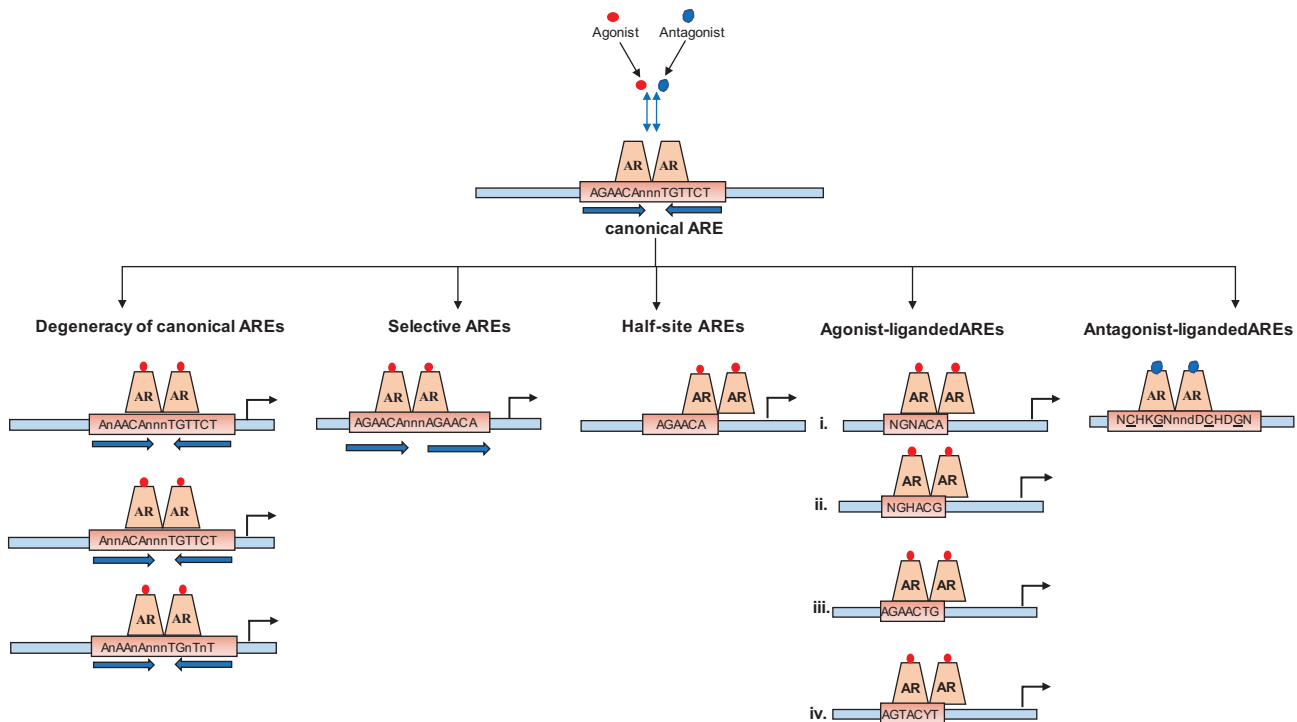 Agonist
Antagonist
AR AR
AGAACAnnnTGTTCT
canonical ARE
Degeneracy of canonical AREs
AR AR
AnAACAnnnTGTTCT
AR AR
AnnACAnnnTGTTCT
AR AR
AnAAnAnnnTGnTnT
Selective AREs
AR AR
AGAACAnnnAGAACA
Half-site AREs
AR AR
AGAACA
Agonist-ligandedAREs
AR AR
i. NGNACA
AR AR
ii. NGHACG
AR AR
iii. AGAACTG
AR AR
iv. AGTACYT
Antagonist-ligandedAREs
AR AR
NCHKGNnndDCHDGN